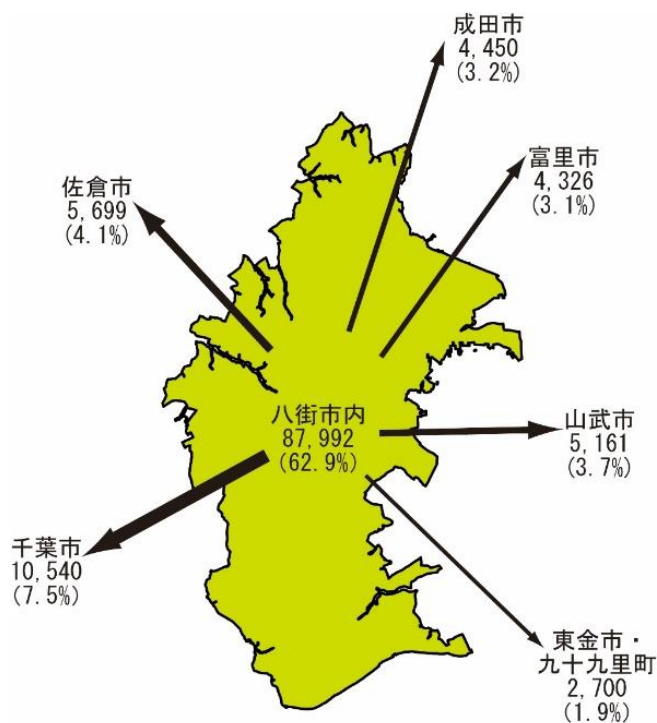 成田市
4,450
(3.2%)
富里市
4,326
(3.1%)
佐倉市
5,699
(4.1%)
八街市内
87,992
(62.9%)
山武市
5,161
(3.7%)
千葉市
10,540
(7.5%)
東金市・
九十九里町
2,700
(1.9%)